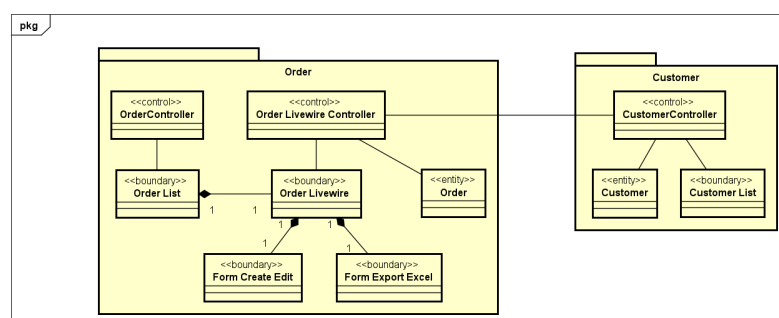 pkg
Order
Customer
<<control>>
OrderController
<<control>>
Order Livewire Controller
<<control>>
CustomerController
<<boundary>>
Order List
<<boundary>>
Order Livewire
<<entity>>
Order
<<entity>>
Customer
<<boundary>>
Customer List
1
1
1
1
1
1
<<boundary>>
Form Create Edit
<<boundary>>
Form Export Excel